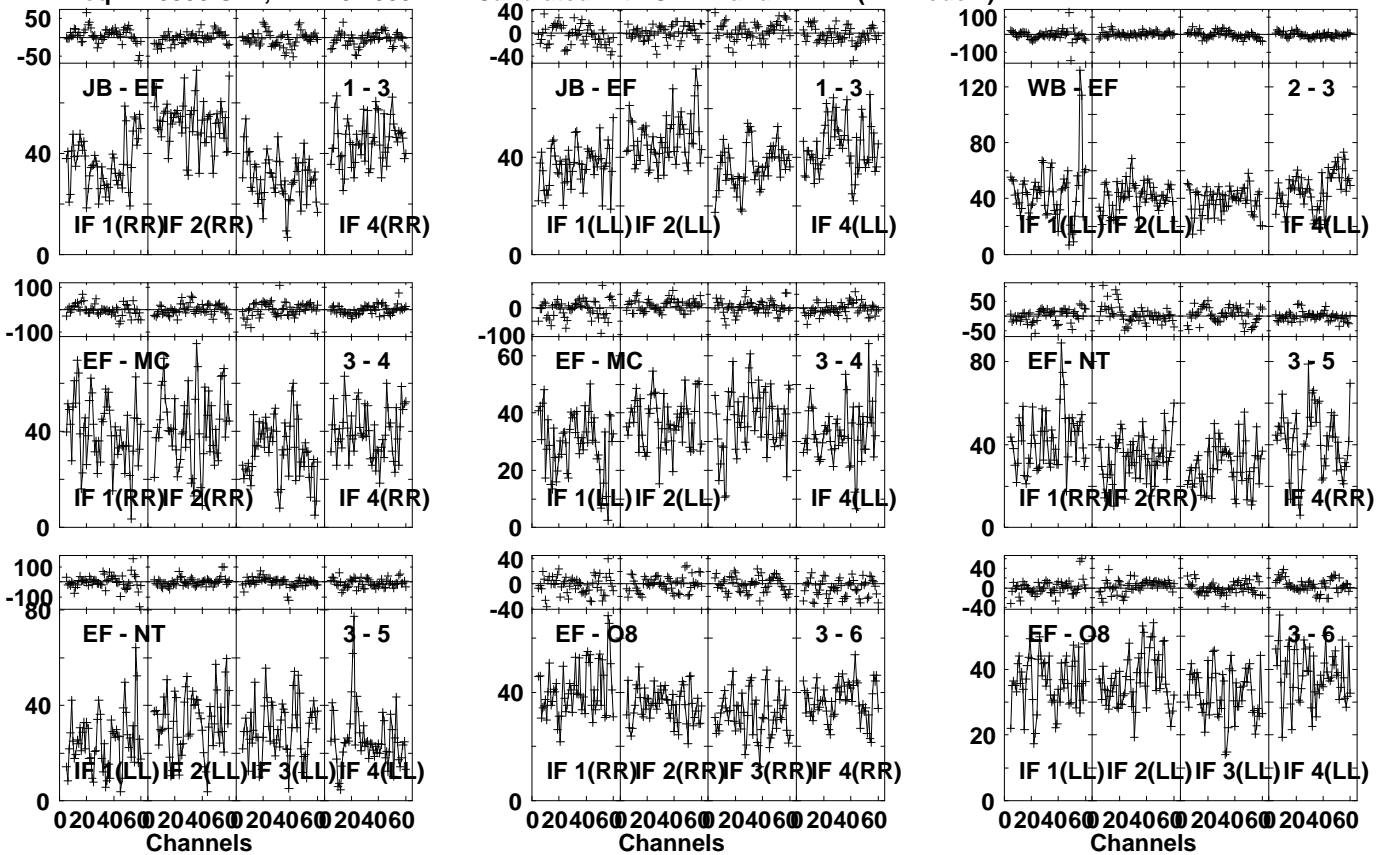 50
-50
JB - EF
1 - 3
40
IF 1(RR)
IF 2(RR)
IF 4(RR)
0
40
0
-40
JB - EF
1 - 3
40
IF 1(LL)
IF 2(LL)
IF 4(LL)
0
100
-100
WB - EF
2 - 3
120
80
40
IF 1(LL)
IF 2(LL)
IF 4(LL)
0
100
-100
EF - MC
3 - 4
40
IF 1(RR)
IF 2(RR)
IF 4(RR)
0
0
-100
60
EF - MC
3 - 4
40
20
IF 1(LL)
IF 2(LL)
IF 4(LL)
0
50
-50
EF - NT
3 - 5
80
40
IF 1(RR)
IF 2(RR)
IF 4(RR)
0
100
-100
80
EF - NT
3 - 5
40
IF 1(LL)
IF 2(LL)
IF 3(LL)
IF 4(LL)
0
40
0
-40
EF - O8
3 - 6
40
IF 1(RR)
IF 2(RR)
IF 3(RR)
IF 4(RR)
0
40
0
-40
EF - O8
3 - 6
40
20
IF 1(LL)
IF 2(LL)
IF 3(LL)
IF 4(LL)
0
0 20 40 60 0 20 40 60 0 20 40 60 0 20 40 60
Channels
0 20 40 60 0 20 40 60 0 20 40 60 0 20 40 60
Channels
0 20 40 60 0 20 40 60 0 20 40 60 0 20 40 60
Channels